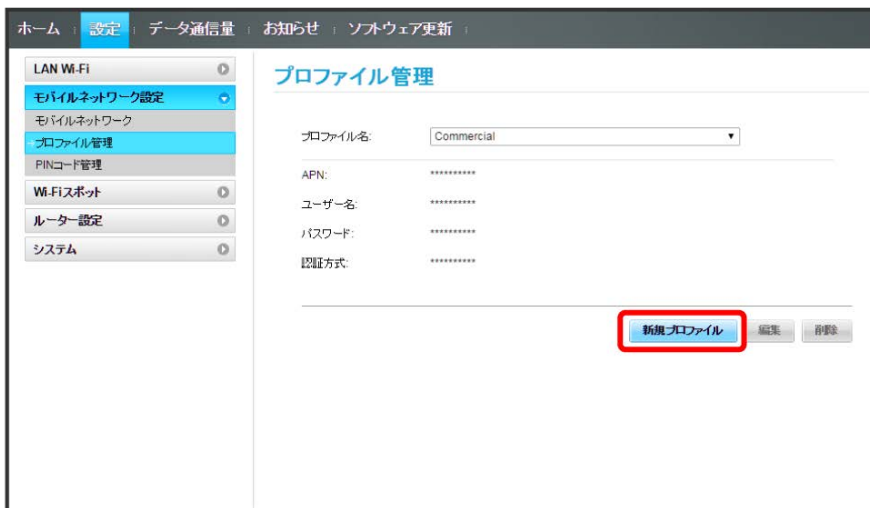 ホーム 設定 データ通信量 お知らせ ソフトウェア更新
LAN Wi-Fi
モバイルネットワーク設定
モバイルネットワーク
プロファイル管理
PINコード管理
Wi-Fiスポット
ルーター設定
システム
プロファイル管理
プロファイル名: Commercial
APN: **********
ユーザー名: **********
パスワード: **********
認証方式: **********
新規プロファイル 編集 削除